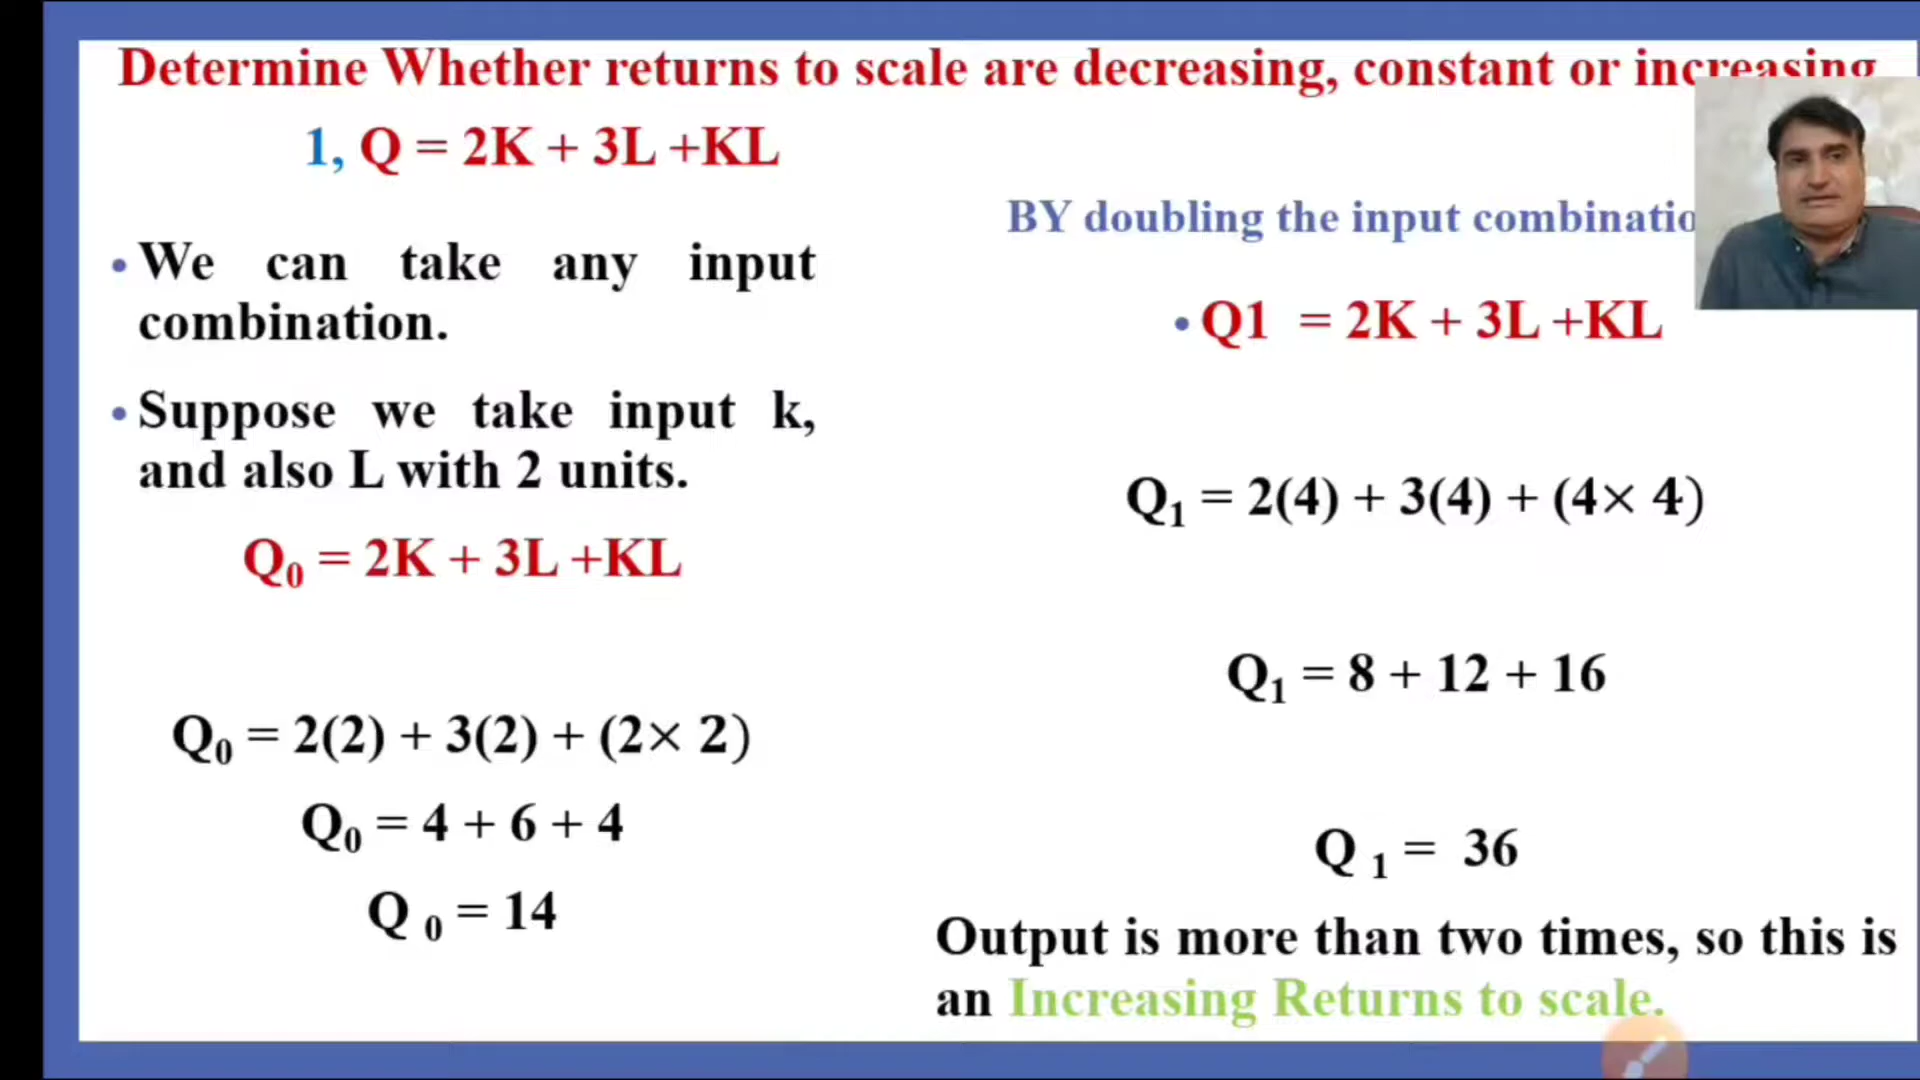 Determine Whether returns to scale are decreasing, constant or increasing
1, Q = 2K + 3L +KL
• We can take any input
combination.
• Suppose we take input k,
and also L with 2 units.
Q₀ = 2K + 3L +KL
Q₀ = 2(2) + 3(2) + (2× 2)
Q₀ = 4 + 6 + 4
Q ₀ = 14
BY doubling the input combinatio
• Q1 = 2K + 3L +KL
Q₁ = 2(4) + 3(4) + (4× 4)
Q₁ = 8 + 12 + 16
Q ₁ = 36
Output is more than two times, so this is
an Increasing Returns to scale.